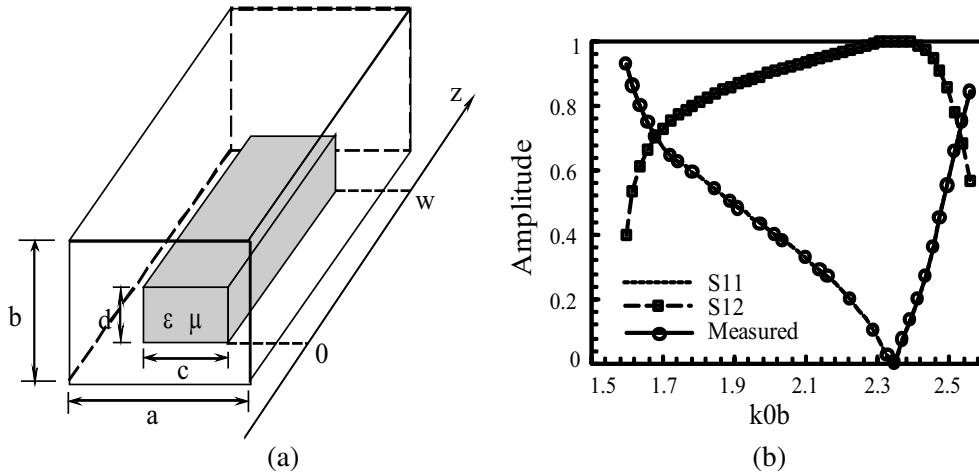 z
w
b
d
ε μ
0
c
a
(a)
1
0.8
0.6
0.4
0.2
0
Amplitude
S11
S12
Measured
1.5 1.7 1.9 2.1 2.3 2.5
k0b
(b)